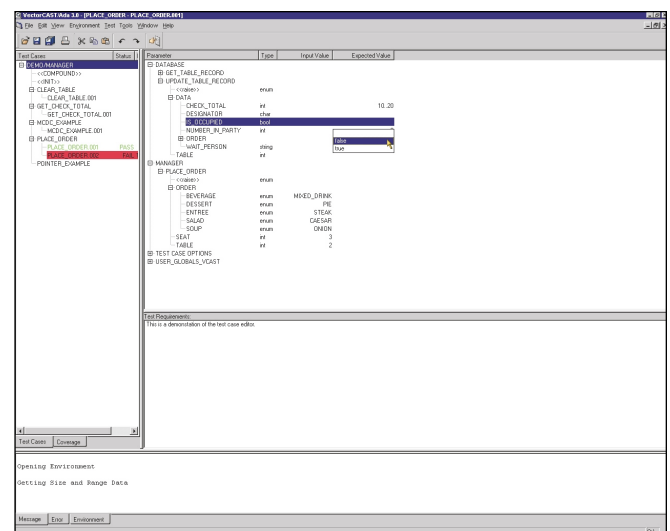 VectorCAST/Ada 3.0 - [PLACE_ORDER - PLACE_ORDER.001]
File Edit View Environment Test Tools Window Help
Test Cases Status
DEMO/MANAGER
<<COMPOUND>>
<<INIT>>
CLEAR_TABLE
CLEAR_TABLE.001
GET_CHECK_TOTAL
GET_CHECK_TOTAL.001
MCDC_EXAMPLE
MCDC_EXAMPLE.001
PLACE_ORDER
PLACE_ORDER.001 PASS
PLACE_ORDER.002 FAIL
POINTER_EXAMPLE
Parameter Type Input Value Expected Value
DATABASE
GET_TABLE_RECORD
UPDATE_TABLE_RECORD
<<raise>> enum
DATA
CHECK_TOTAL int 10..20
DESIGNATOR char
IS_OCCUPIED bool
NUMBER_IN_PARTY int
false
ORDER
true
WAIT_PERSON string
TABLE int
MANAGER
PLACE_ORDER
<<raise>> enum
ORDER
BEVERAGE enum MIXED_DRINK
DESSERT enum PIE
ENTREE enum STEAK
SALAD enum CAESAR
SOUP enum ONION
SEAT int 3
TABLE int 2
TEST CASE OPTIONS
USER_GLOBALS_VCAST
Test Requirements:
This is a demonstation of the test case editor.
Test Cases Coverage
Opening Environment
Getting Size and Range Data
Message Error Environment